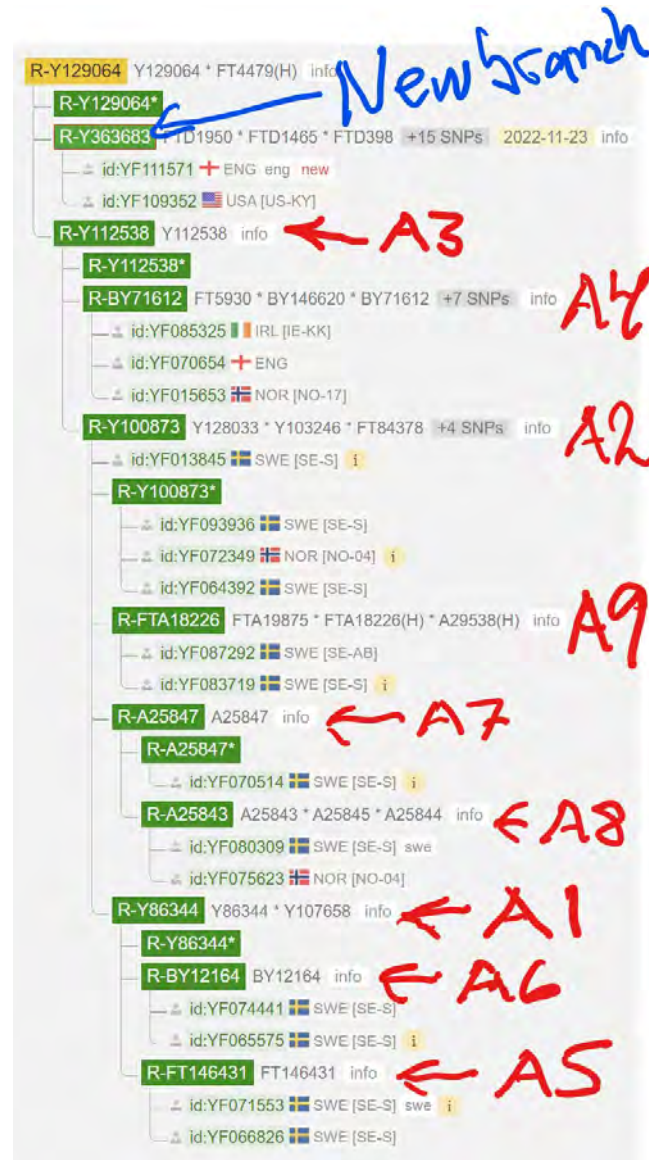 New branch
R-Y129064 Y129064 * FT4479(H) info
R-Y129064*
R-Y363683 FTD1950 * FTD1465 * FTD398 +15 SNPs 2022-11-23 info
id:YF111571 ENG eng new
id:YF109352 USA [US-KY]
R-Y112538 Y112538 info A3
R-Y112538*
R-BY71612 FT5930 * BY146620 * BY71612 +7 SNPs info A4
id:YF085325 IRL [IE-KK]
id:YF070654 ENG
id:YF015653 NOR [NO-17]
R-Y100873 Y128033 * Y103246 * FT84378 +4 SNPs info A2
id:YF013845 SWE [SE-S] i
R-Y100873*
id:YF093936 SWE [SE-S]
id:YF072349 NOR [NO-04] i
id:YF064392 SWE [SE-S]
R-FTA18226 FTA19875 * FTA18226(H) * A29538(H) info A9
id:YF087292 SWE [SE-AB]
id:YF083719 SWE [SE-S] i
R-A25847 A25847 info A7
R-A25847*
id:YF070514 SWE [SE-S] i
R-A25843 A25843 * A25845 * A25844 info A8
id:YF080309 SWE [SE-S] swe
id:YF075623 NOR [NO-04]
R-Y86344 Y86344 * Y107658 info A1
R-Y86344*
R-BY12164 BY12164 info A6
id:YF074441 SWE [SE-S]
id:YF065575 SWE [SE-S] i
R-FT146431 FT146431 info A5
id:YF071553 SWE [SE-S] swe i
id:YF066826 SWE [SE-S]